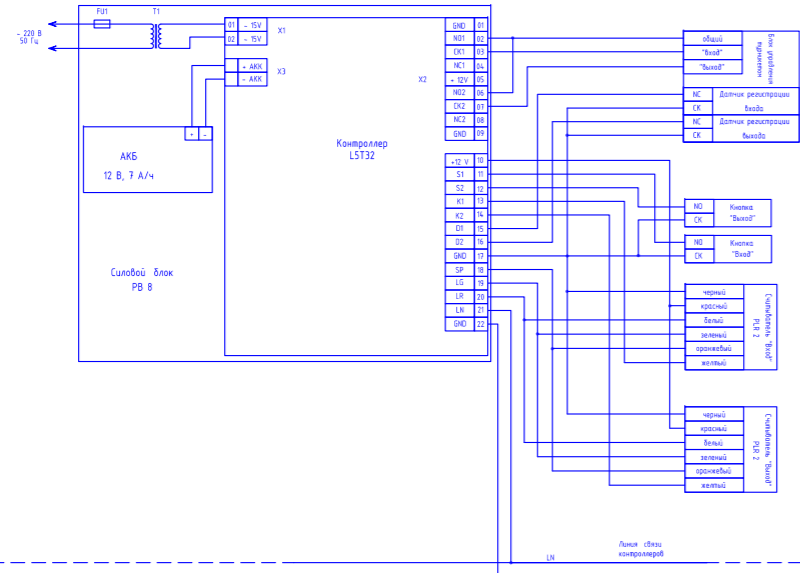 FU1
T1
~ 220 В
50 Гц
01 ~ 15V
02 ~ 15V
X1
+ АКК
- АКК
X3
+ -
АКБ
12 В, 7 А/ч
Силовой блок
РВ 8
Контроллер
L5T32
X2
GND 01
NO1 02
CK1 03
NC1 04
+ 12V 05
NO2 06
CK2 07
NC2 08
GND 09
+12 V 10
S1 11
S2 12
K1 13
K2 14
D1 15
D2 16
GND 17
SP 18
LG 19
LR 20
LN 21
GND 22
общий
"вход"
"выход"
Блок управления
NC Датчик регистрации
CK входа
NC Датчик регистрации
CK выхода
NO Кнопка
CK "Выход"
NO Кнопка
CK "Вход"
черный
красный
белый
зеленый
оранжевый
желтый
Считыватель "Вход"
PLR 2
черный
красный
белый
зеленый
оранжевый
желтый
Считыватель "Выход"
PLR 2
Линия связи
контроллеров
LN